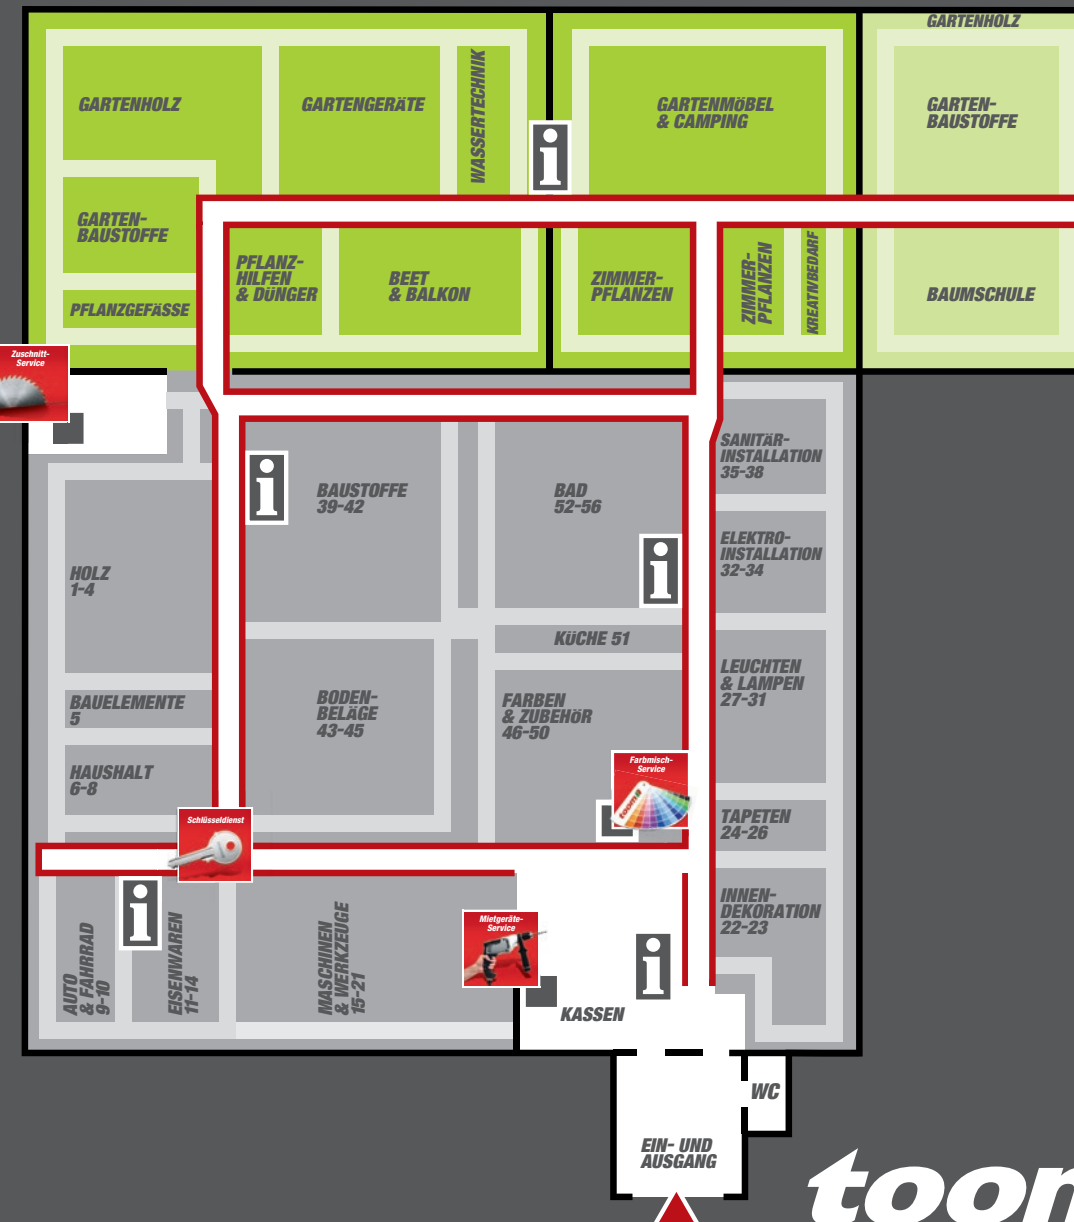 GARTENHOLZ
GARTENHOLZ
GARTENGERÄTE
WASSERTECHNIK
GARTENMÖBEL
& CAMPING
GARTEN-
BAUSTOFFE
GARTEN-
BAUSTOFFE
PFLANZ-
HILFEN
& DÜNGER
BEET
& BALKON
ZIMMER-
PFLANZEN
ZIMMER-
PFLANZEN
KREATIVBEDARF
BAUMSCHULE
PFLANZGEFÄSSE
Zuschnitt-
Service
SANITÄR-
INSTALLATION
35-38
BAUSTOFFE
39-42
BAD
52-56
ELEKTRO-
INSTALLATION
32-34
HOLZ
1-4
KÜCHE 51
LEUCHTEN
& LAMPEN
27-31
BAUELEMENTE
5
BODEN-
BELÄGE
43-45
FARBEN
& ZUBEHÖR
46-50
HAUSHALT
6-8
Farbmisch-
Service
toom
TAPETEN
24-26
Schlüsseldienst
INNEN-
DEKORATION
22-23
AUTO
& FAHRRAD
9-10
EISENWAREN
11-14
MASCHINEN
& WERKZEUGE
15-21
Mietgeräte-
Service
KASSEN
WC
EIN- UND
AUSGANG
toom